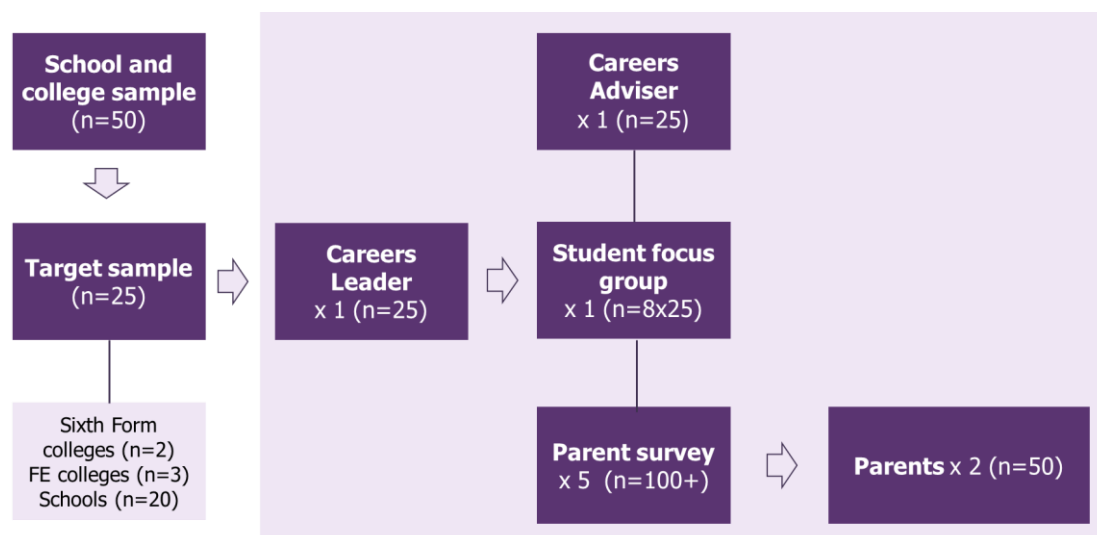 School and
college sample
(n=50)
Target sample
(n=25)
Sixth Form
colleges (n=2)
FE colleges (n=3)
Schools (n=20)
Careers
Leader
x 1 (n=25)
Careers
Adviser
x 1 (n=25)
Student focus
group
x 1 (n=8x25)
Parent survey
x 5 (n=100+)
Parents x 2 (n=50)